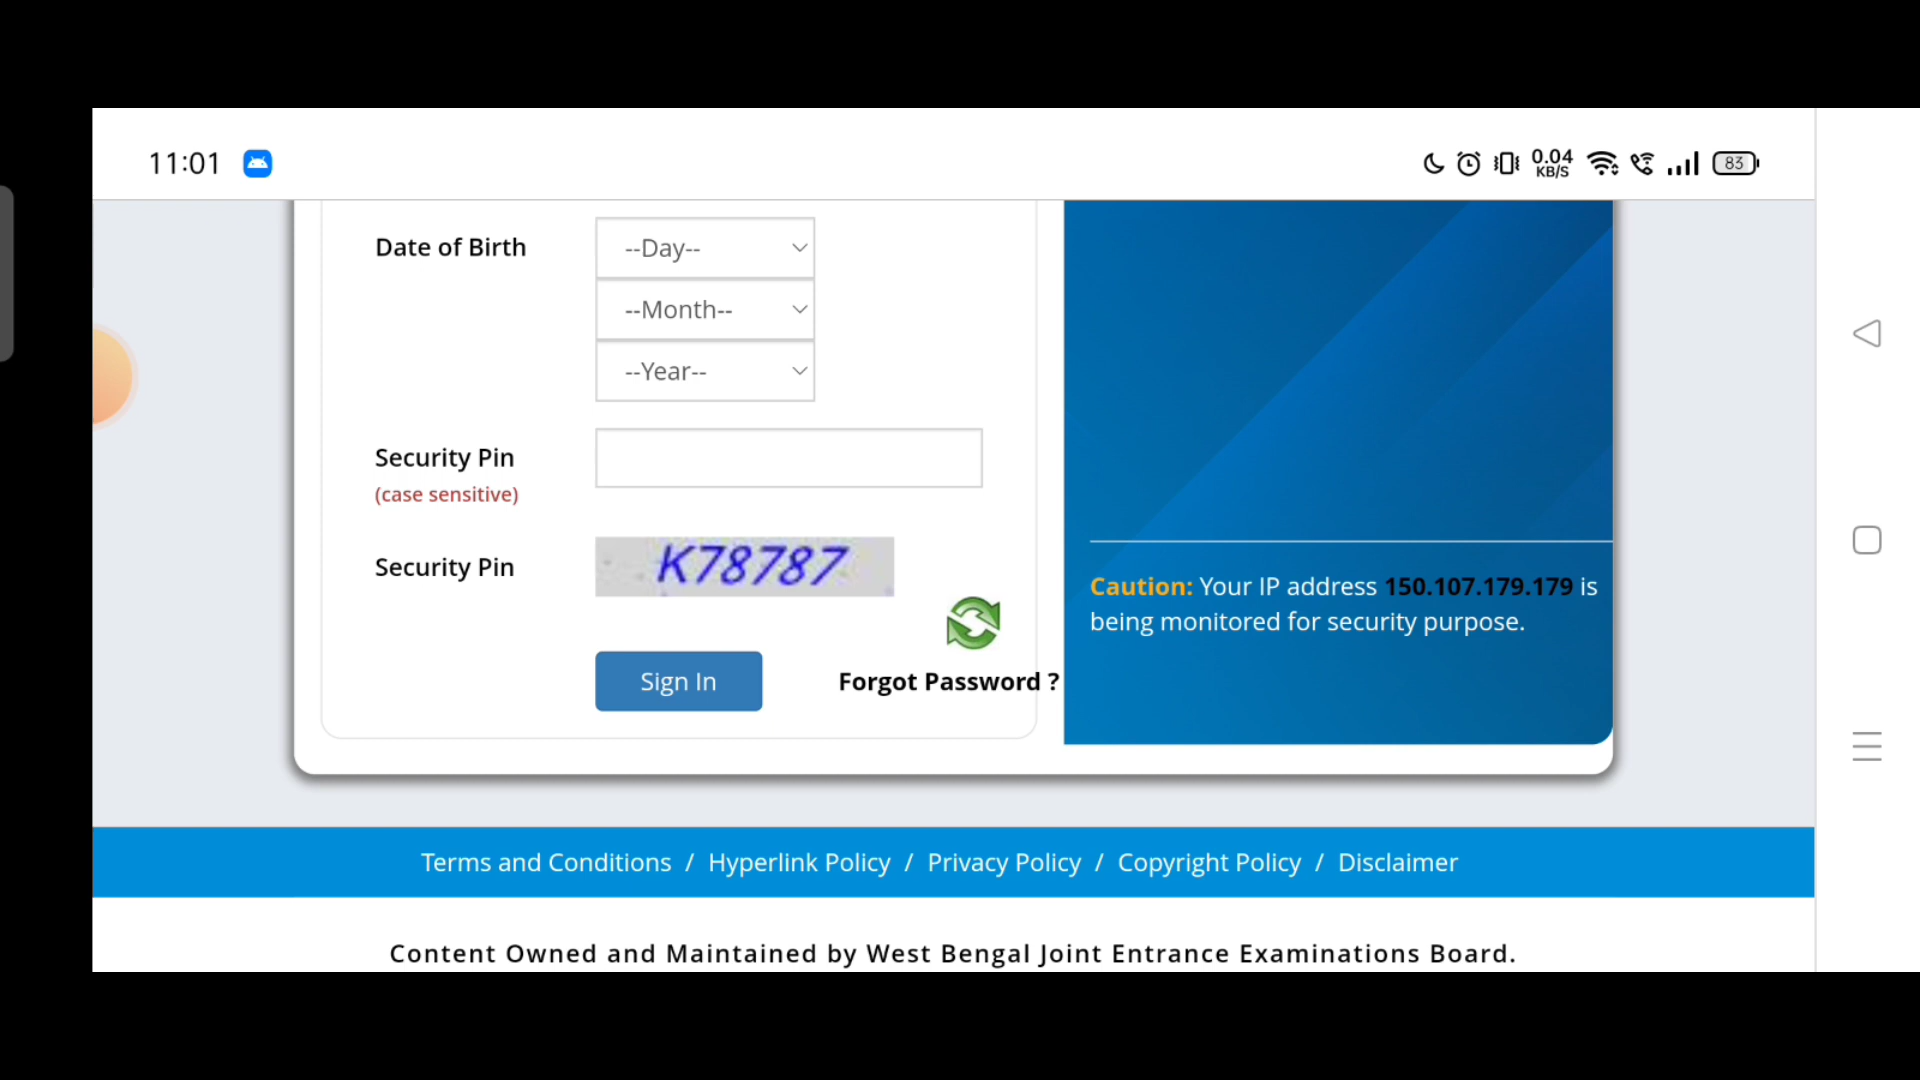 11:01
0.04
KB/S
83
Date of Birth
--Day--
--Month--
--Year--
Security Pin
(case sensitive)
Security Pin
K78787
Sign In
Forgot Password ?
Caution: Your IP address 150.107.179.179 is
being monitored for security purpose.
Terms and Conditions / Hyperlink Policy / Privacy Policy / Copyright Policy / Disclaimer
Content Owned and Maintained by West Bengal Joint Entrance Examinations Board.